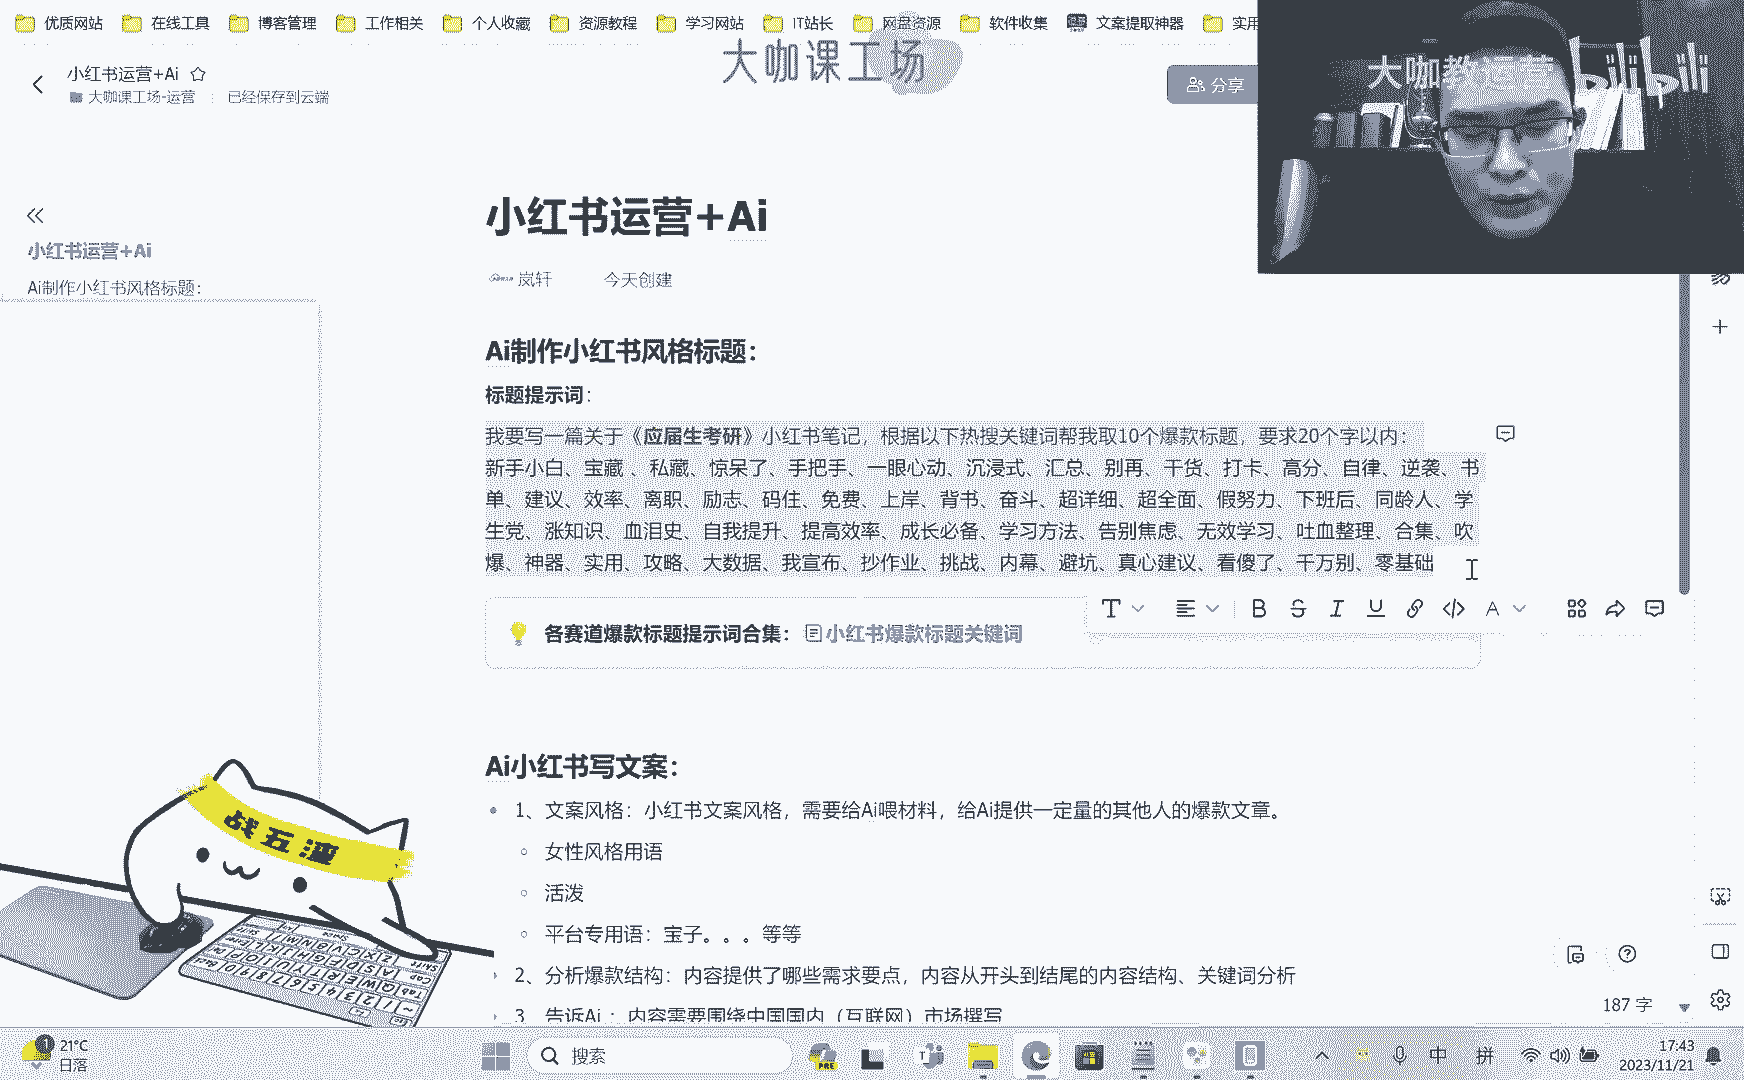 优质网站 在线工具 博客管理 工作相关 个人收藏 资源教程 学习网站 IT站长 网盘资源 软件收集 文案提取神器 实用
大咖课工场
大咖教运营 bilibili
小红书运营+Ai
大咖课工场-运营 已经保存到云端
分享
小红书运营+Ai
Ai制作小红书风格标题：
小红书运营+Ai
岚轩 今天创建
Ai制作小红书风格标题：
标题提示词：
我要写一篇关于《应届生考研》小红书笔记，根据以下热搜关键词帮我取10个爆款标题，要求20个字以内：
新手小白、宝藏 、私藏、惊呆了、手把手、一眼心动、沉浸式、汇总、别再、干货、打卡、高分、自律、逆袭、书
单、建议、效率、离职、励志、码住、免费、上岸、背书、奋斗、超详细、超全面、假努力、下班后、同龄人、学
生党、涨知识、血泪史、自我提升、提高效率、成长必备、学习方法、告别焦虑、无效学习、吐血整理、合集、吹
爆、神器、实用、攻略、大数据、我宣布、抄作业、挑战、内幕、避坑、真心建议、看傻了、千万别、零基础
各赛道爆款标题提示词合集： 小红书爆款标题关键词
Ai小红书写文案：
1、文案风格：小红书文案风格，需要给Ai喂材料，给Ai提供一定量的其他人的爆款文章。
女性风格用语
活泼
平台专用语：宝子。。。等等
2、分析爆款结构：内容提供了哪些需求要点，内容从开头到结尾的内容结构、关键词分析
3、告诉Ai：内容需要围绕中国国内（互联网）市场撰写
战五渣
187 字
1
21°C
日落
搜索
PRE
中 拼
17:43
2023/11/21